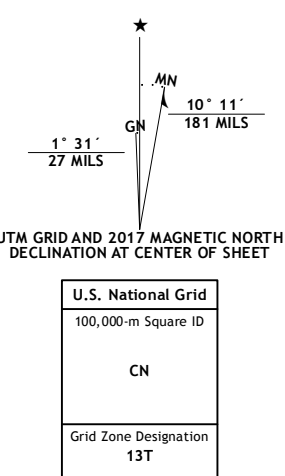 ★
MN
10° 11´
181 MILS
GN
1° 31´
27 MILS
UTM GRID AND 2017 MAGNETIC NORTH
DECLINATION AT CENTER OF SHEET
U.S. National Grid
100,000-m Square ID
CN
Grid Zone Designation
13T